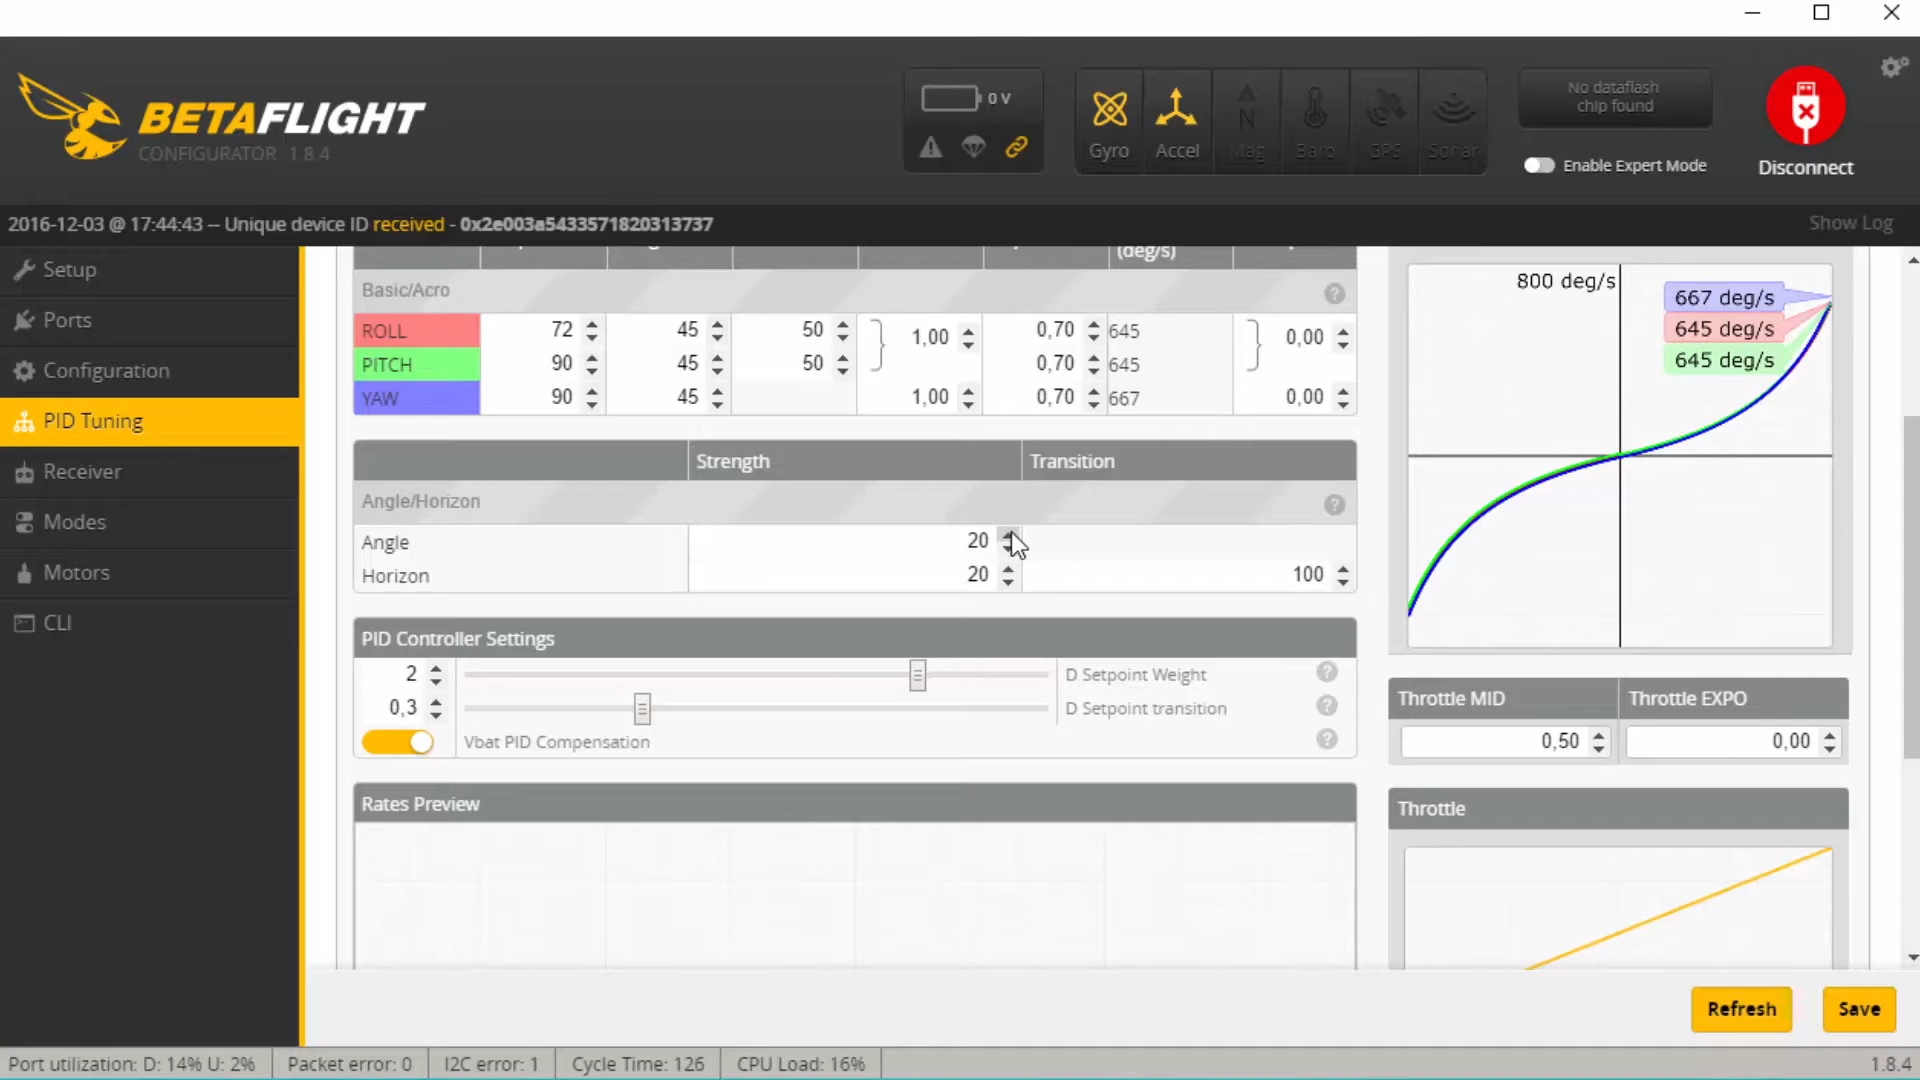 BETAFLIGHT
CONFIGURATOR 1.8.4
0 V
Gyro
Accel
Mag
Baro
GPS
Sonar
No dataflash
chip found
Enable Expert Mode
Disconnect
2016-12-03 @ 17:44:43 -- Unique device ID received - 0x2e003a5433571820313737
Show Log
Setup
Ports
Configuration
PID Tuning
Receiver
Modes
Motors
CLI
(deg/s)
Basic/Acro
ROLL 72 45 50 1,00 0,70 645 0,00
PITCH 90 45 50 0,70 645
YAW 90 45 1,00 0,70 667 0,00
Strength Transition
Angle/Horizon
Angle 20
Horizon 20 100
PID Controller Settings
2 D Setpoint Weight
0,3 D Setpoint transition
Vbat PID Compensation
Rates Preview
800 deg/s
667 deg/s
645 deg/s
645 deg/s
Throttle MID Throttle EXPO
0,50 0,00
Throttle
Refresh
Save
Port utilization: D: 14% U: 2%
Packet error: 0
I2C error: 1
Cycle Time: 126
CPU Load: 16%
1.8.4